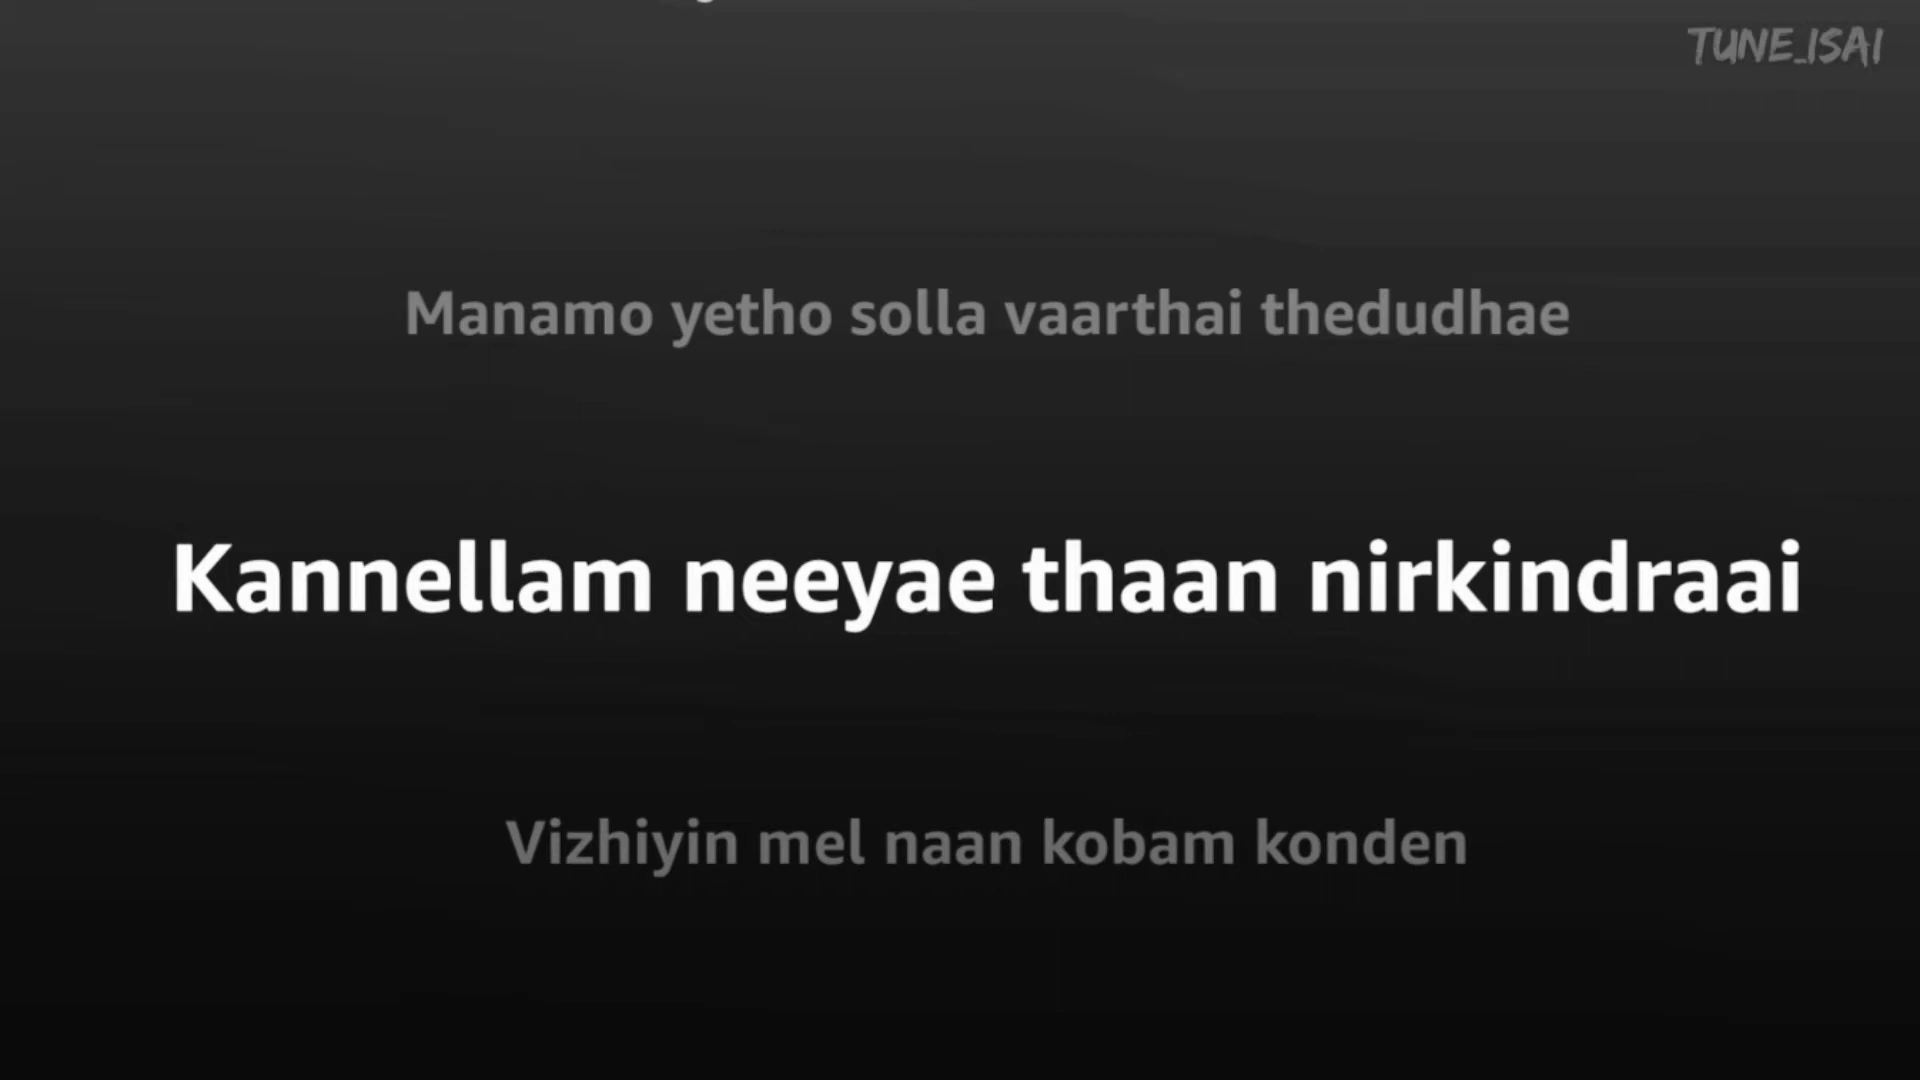 TUNE_ISAI
Manamo yetho solla vaarthai thedudhae
Kannellam neeyae thaan nirkindraai
Vizhiyin mel naan kobam konden